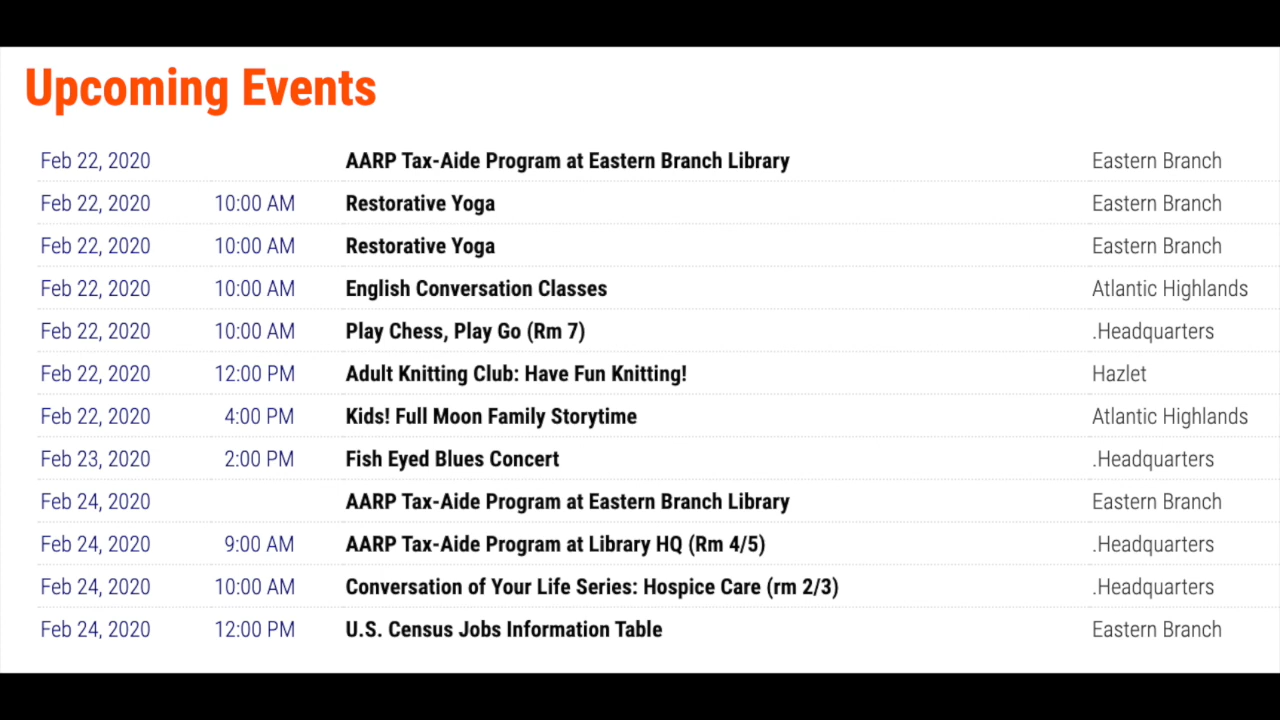 Upcoming Events
Feb 22, 2020 AARP Tax-Aide Program at Eastern Branch Library Eastern Branch
Feb 22, 2020 10:00 AM Restorative Yoga Eastern Branch
Feb 22, 2020 10:00 AM Restorative Yoga Eastern Branch
Feb 22, 2020 10:00 AM English Conversation Classes Atlantic Highlands
Feb 22, 2020 10:00 AM Play Chess, Play Go (Rm 7) .Headquarters
Feb 22, 2020 12:00 PM Adult Knitting Club: Have Fun Knitting! Hazlet
Feb 22, 2020 4:00 PM Kids! Full Moon Family Storytime Atlantic Highlands
Feb 23, 2020 2:00 PM Fish Eyed Blues Concert .Headquarters
Feb 24, 2020 AARP Tax-Aide Program at Eastern Branch Library Eastern Branch
Feb 24, 2020 9:00 AM AARP Tax-Aide Program at Library HQ (Rm 4/5) .Headquarters
Feb 24, 2020 10:00 AM Conversation of Your Life Series: Hospice Care (rm 2/3) .Headquarters
Feb 24, 2020 12:00 PM U.S. Census Jobs Information Table Eastern Branch